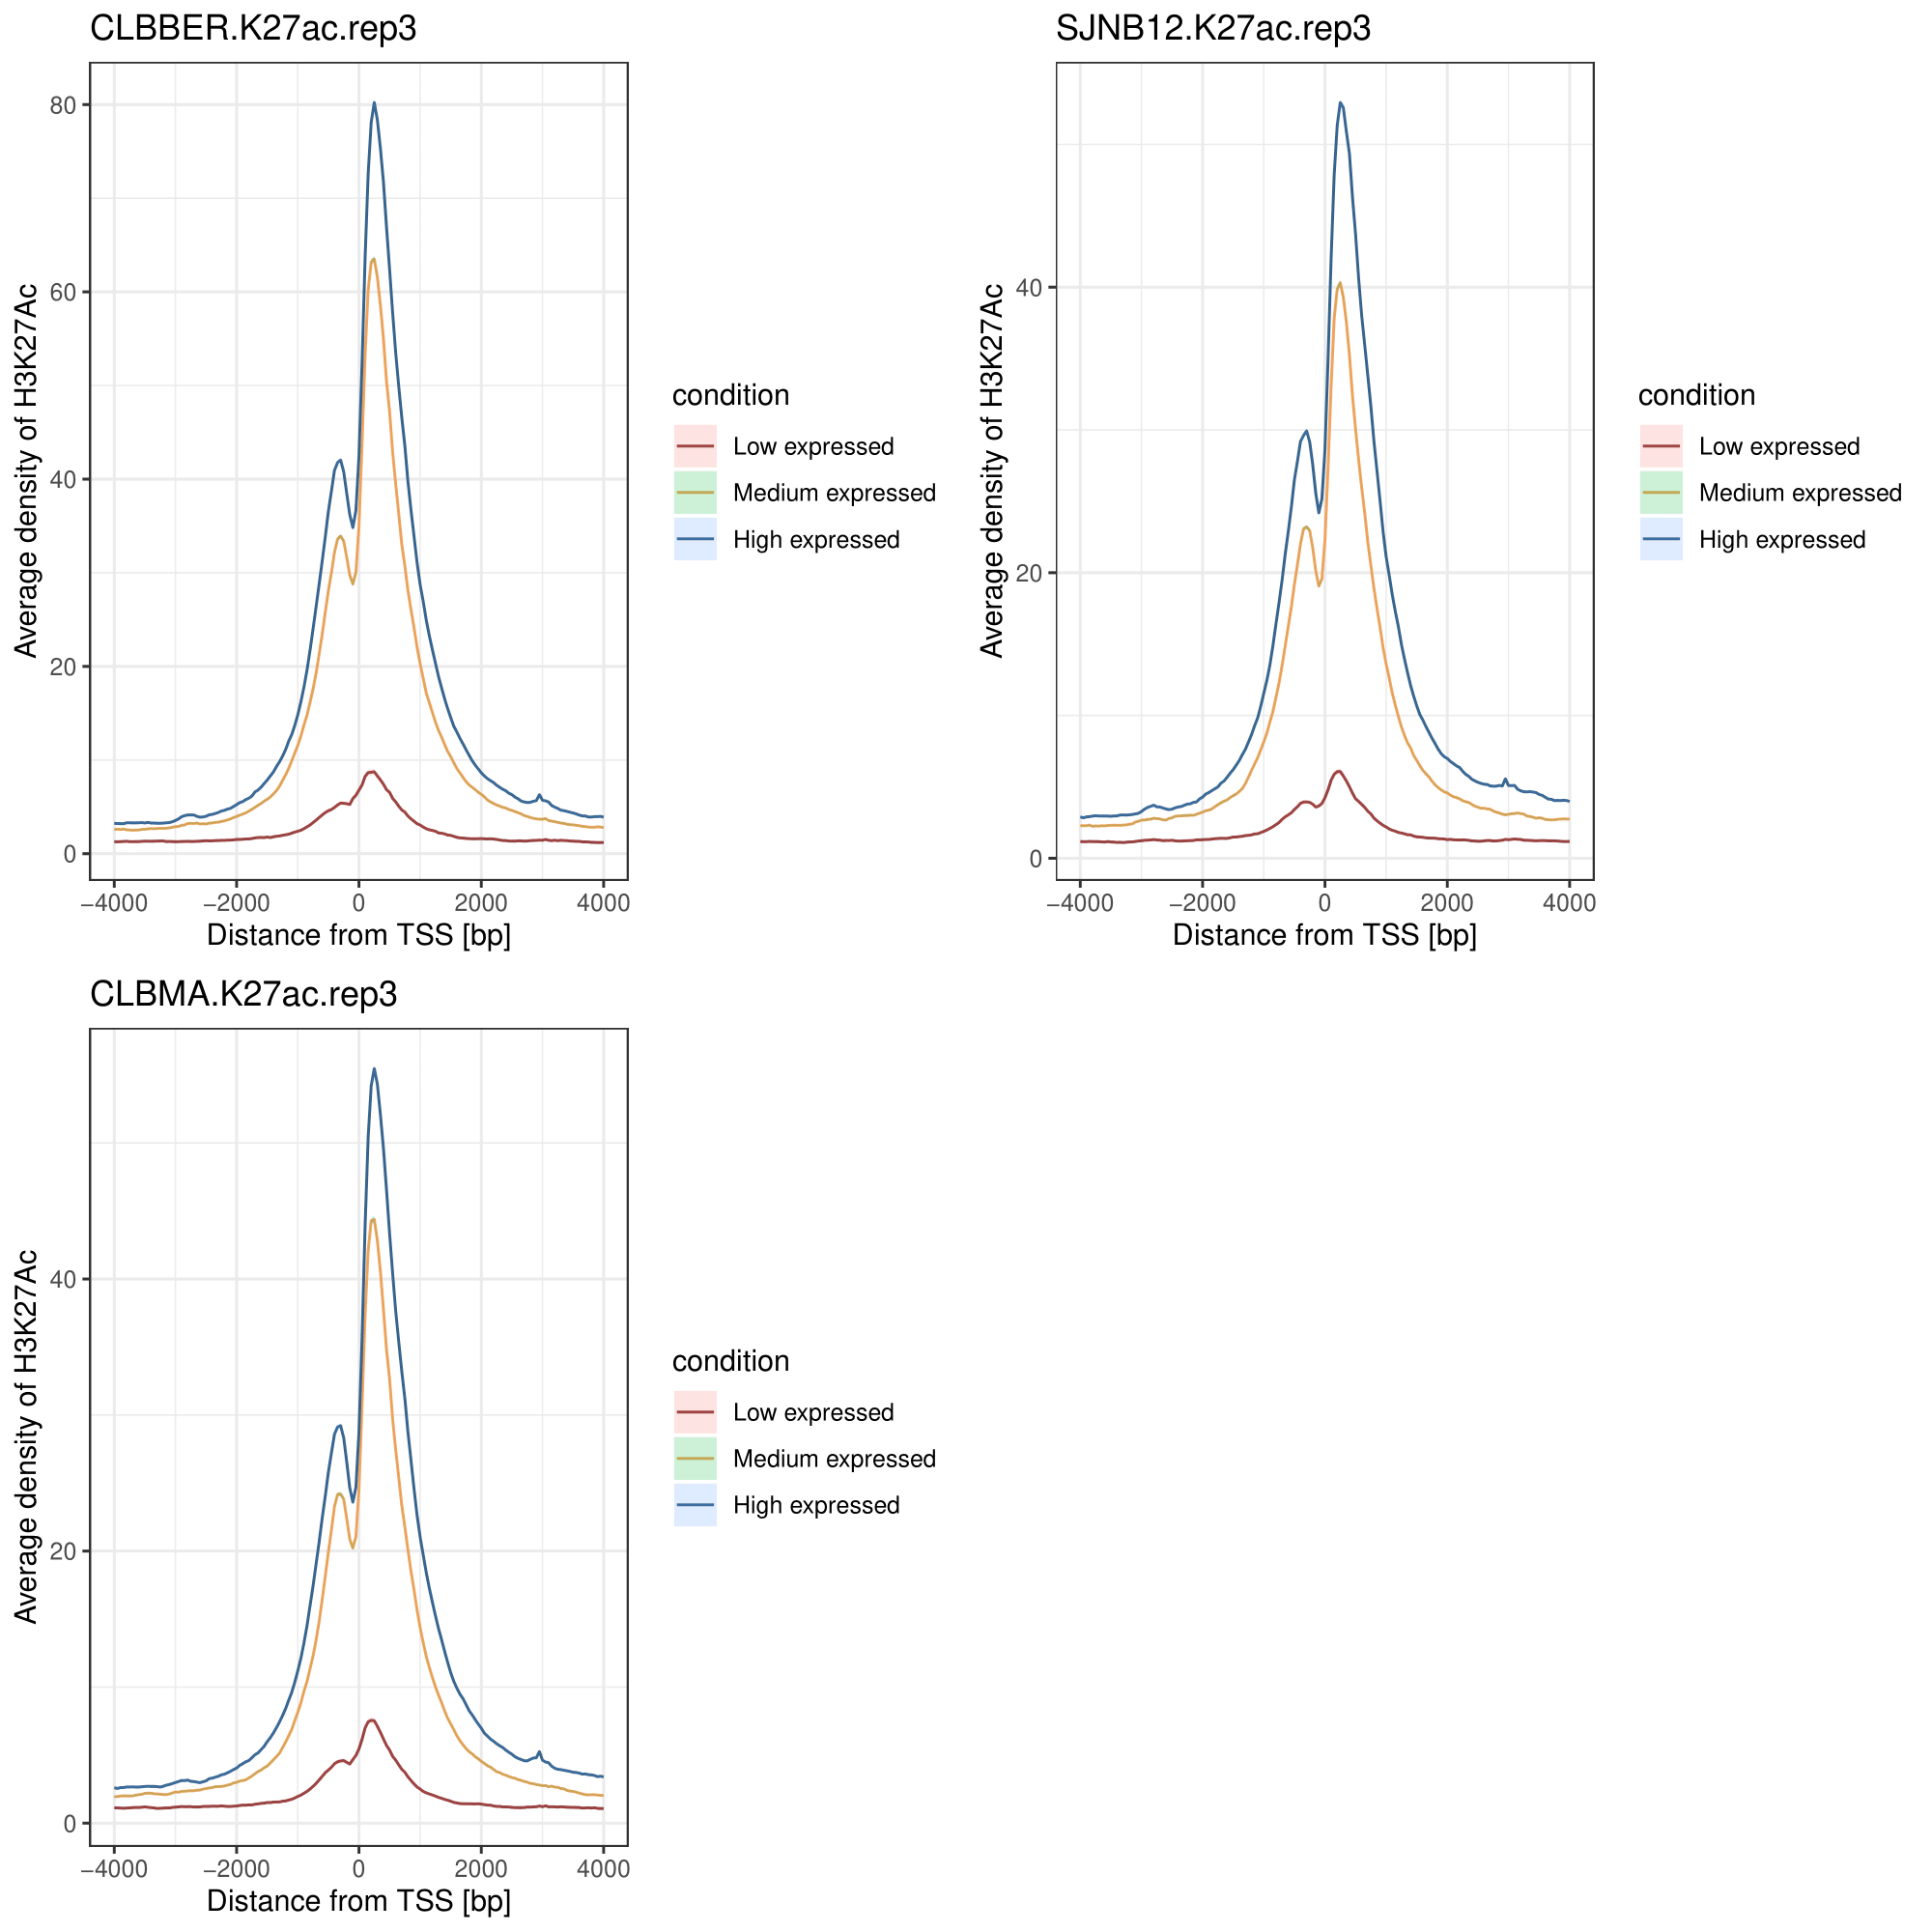 CLBBER.K27ac.rep3
Average density of H3K27Ac
80
60
40
20
0
−4000 −2000 0 2000 4000
Distance from TSS [bp]
condition
Low expressed
Medium expressed
High expressed
SJNB12.K27ac.rep3
Average density of H3K27Ac
40
20
0
−4000 −2000 0 2000 4000
Distance from TSS [bp]
condition
Low expressed
Medium expressed
High expressed
CLBMA.K27ac.rep3
Average density of H3K27Ac
40
20
0
−4000 −2000 0 2000 4000
Distance from TSS [bp]
condition
Low expressed
Medium expressed
High expressed